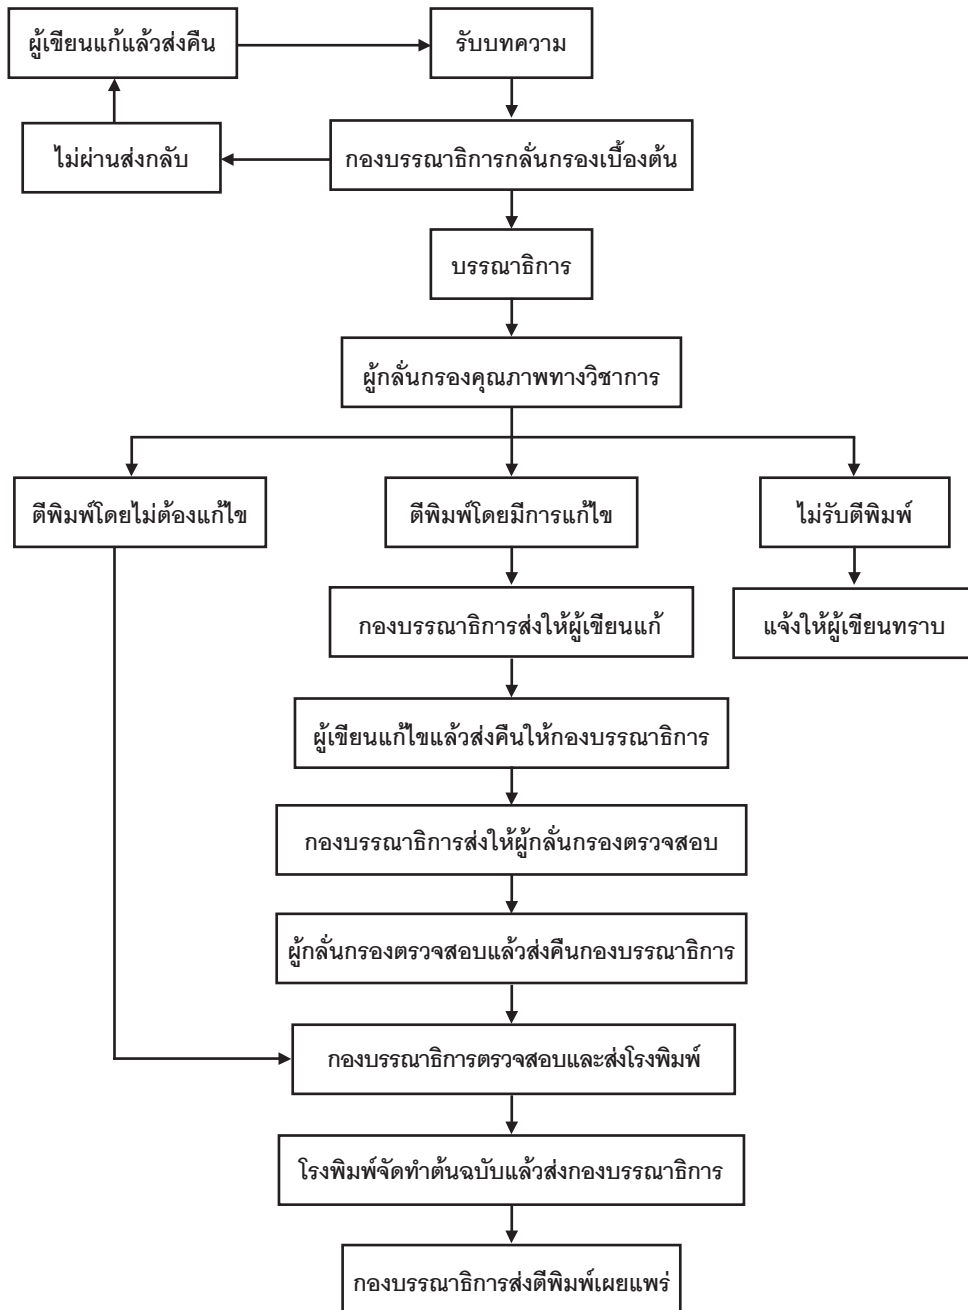 ผู้เขียนแก้แล้วส่งคืน
รับบทความ
ไม่ผ่านส่งกลับ
กองบรรณาธิการกลั่นกรองเบื้องต้น
บรรณาธิการ
ผู้กลั่นกรองคุณภาพทางวิชาการ
ตีพิมพ์โดยไม่ต้องแก้ไข
ตีพิมพ์โดยมีการแก้ไข
ไม่รับตีพิมพ์
กองบรรณาธิการส่งให้ผู้เขียนแก้
แจ้งให้ผู้เขียนทราบ
ผู้เขียนแก้ไขแล้วส่งคืนให้กองบรรณาธิการ
กองบรรณาธิการส่งให้ผู้กลั่นกรองตรวจสอบ
ผู้กลั่นกรองตรวจสอบแล้วส่งคืนกองบรรณาธิการ
กองบรรณาธิการตรวจสอบและส่งโรงพิมพ์
โรงพิมพ์จัดทำต้นฉบับแล้วส่งกองบรรณาธิการ
กองบรรณาธิการส่งตีพิมพ์เผยแพร่